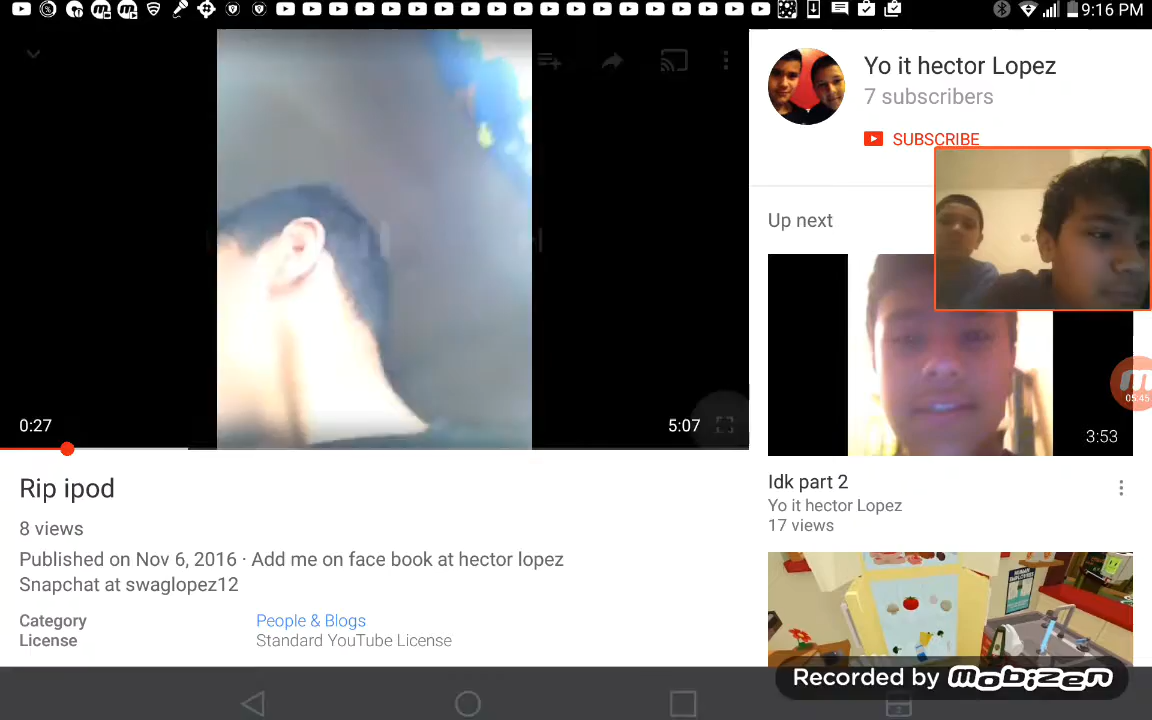 9:16 PM
Yo it hector Lopez
7 subscribers
SUBSCRIBE
Up next
0:27
5:07
05:45
3:53
Rip ipod
8 views
Published on Nov 6, 2016 · Add me on face book at hector lopez
Snapchat at swaglopez12
Category People & Blogs
License Standard YouTube License
Idk part 2
Yo it hector Lopez
17 views
Recorded by mobizen